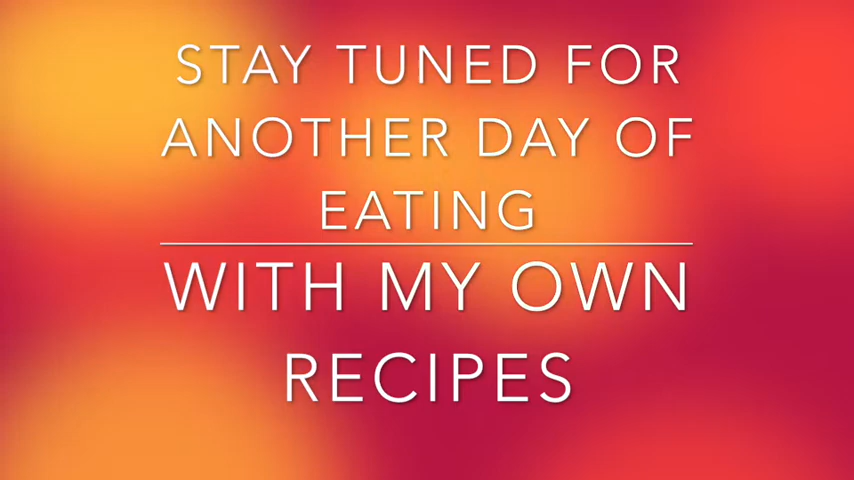 STAY TUNED FOR
ANOTHER DAY OF
EATING
WITH MY OWN
RECIPES